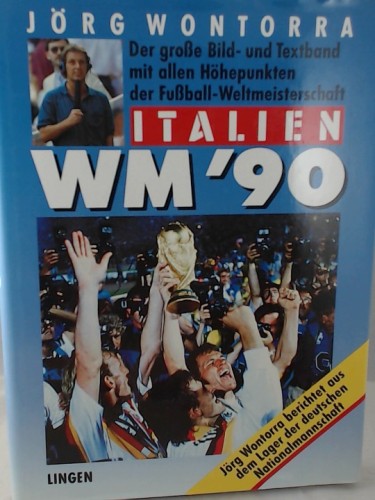 JÖRG WONTORRA
Der große Bild- und Textband
mit allen Höhepunkten
der Fußball-Weltmeisterschaft
ITALIEN
WM '90
Jörg Wontorra berichtet aus
dem Lager der deutschen
Nationalmannschaft
LINGEN